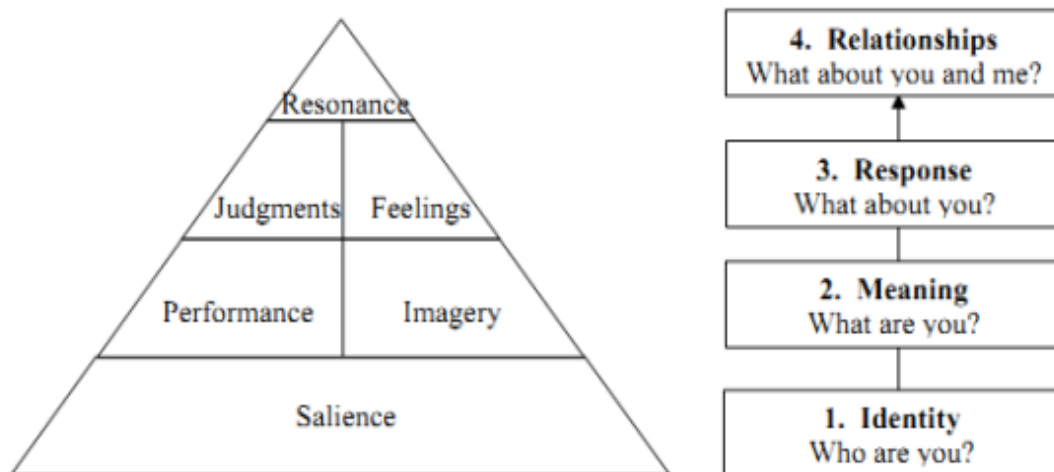 Resonance
Judgments
Feelings
Performance
Imagery
Salience
4. Relationships
What about you and me?
3. Response
What about you?
2. Meaning
What are you?
1. Identity
Who are you?